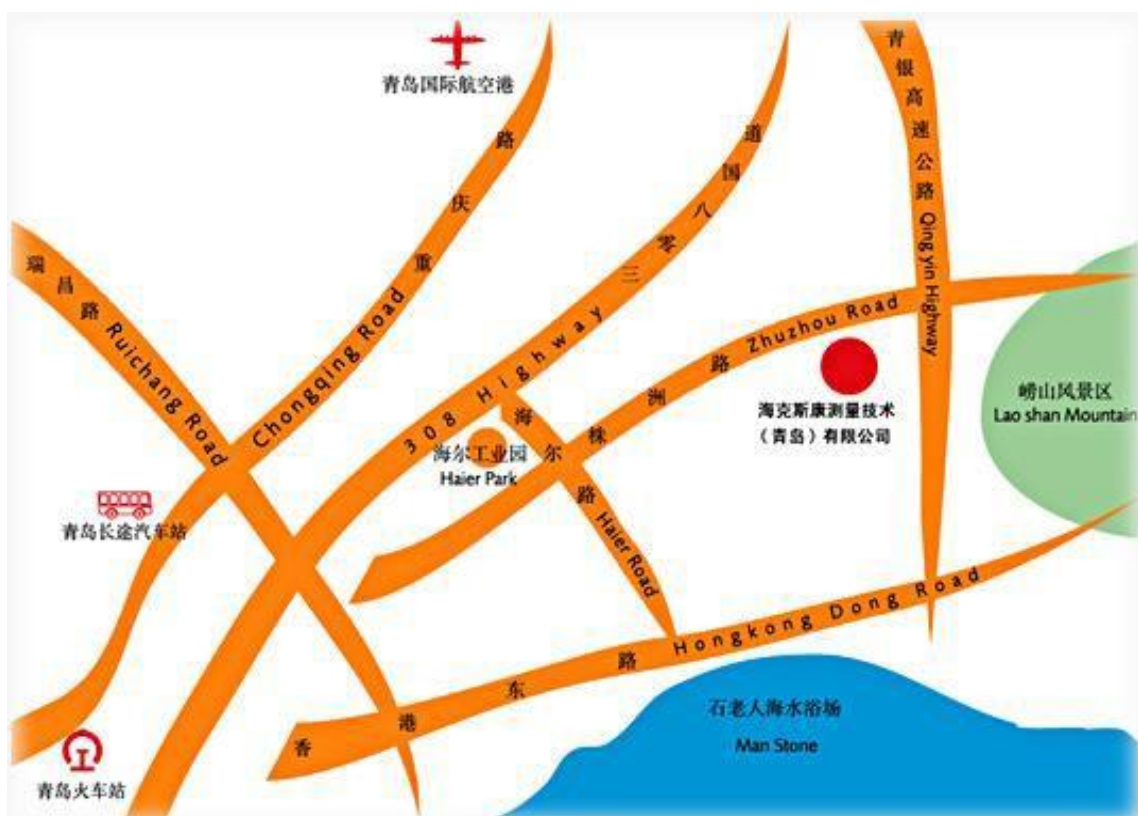 青岛国际航空港
青银高速公路 Qing yin Highway
重庆路
Chongqing Road
三零八国道
308 Highway
瑞昌路 Ruichang Road
株洲路 Zhuzhou Road
海克斯康测量技术
（青岛）有限公司
崂山风景区
Lao shan Mountain
海尔工业园
Haier Park
海尔路 Haier Road
青岛长途汽车站
香港东路 Hongkong Dong Road
石老人海水浴场
Man Stone
青岛火车站